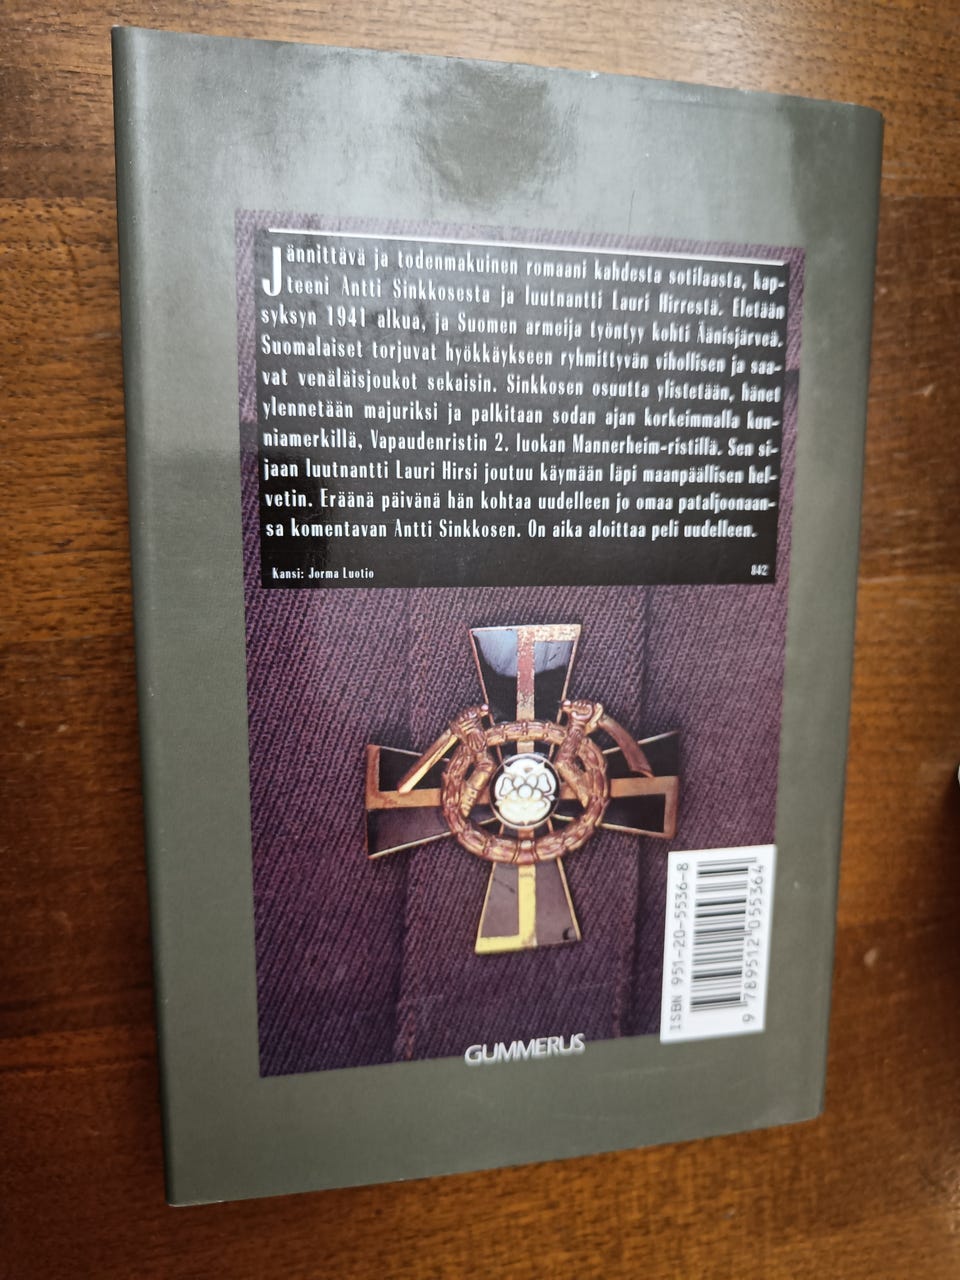 Jännittävä ja todenmakuinen romaani kahdesta sotilaasta, kap-
teeni Antti Sinkkosesta ja luutnantti Lauri Hirrestä. Eletään
syksyn 1941 alkua, ja Suomen armeija työntyy kohti Äänisjärveä.
Suomalaiset torjuvat hyökkäykseen ryhmittyvän vihollisen ja saa-
vat venäläisjoukot sekaisin. Sinkkosen osuutta ylistetään, hänet
ylennetään majuriksi ja palkitaan sodan ajan korkeimmalla kun-
niamerkillä, Vapaudenristin 2. luokan Mannerheim-ristillä. Sen si-
jaan luutnantti Lauri Hirsi joutuu käymään läpi maanpäällisen hel-
vetin. Eräänä päivänä hän kohtaa uudelleen jo omaa pataljoonaan-
sa komentavan Antti Sinkkosen. On aika aloittaa peli uudelleen.
Kansi: Jorma Luotio
842
ISBN 951-20-5536-8
9 789512 055364
GUMMERUS